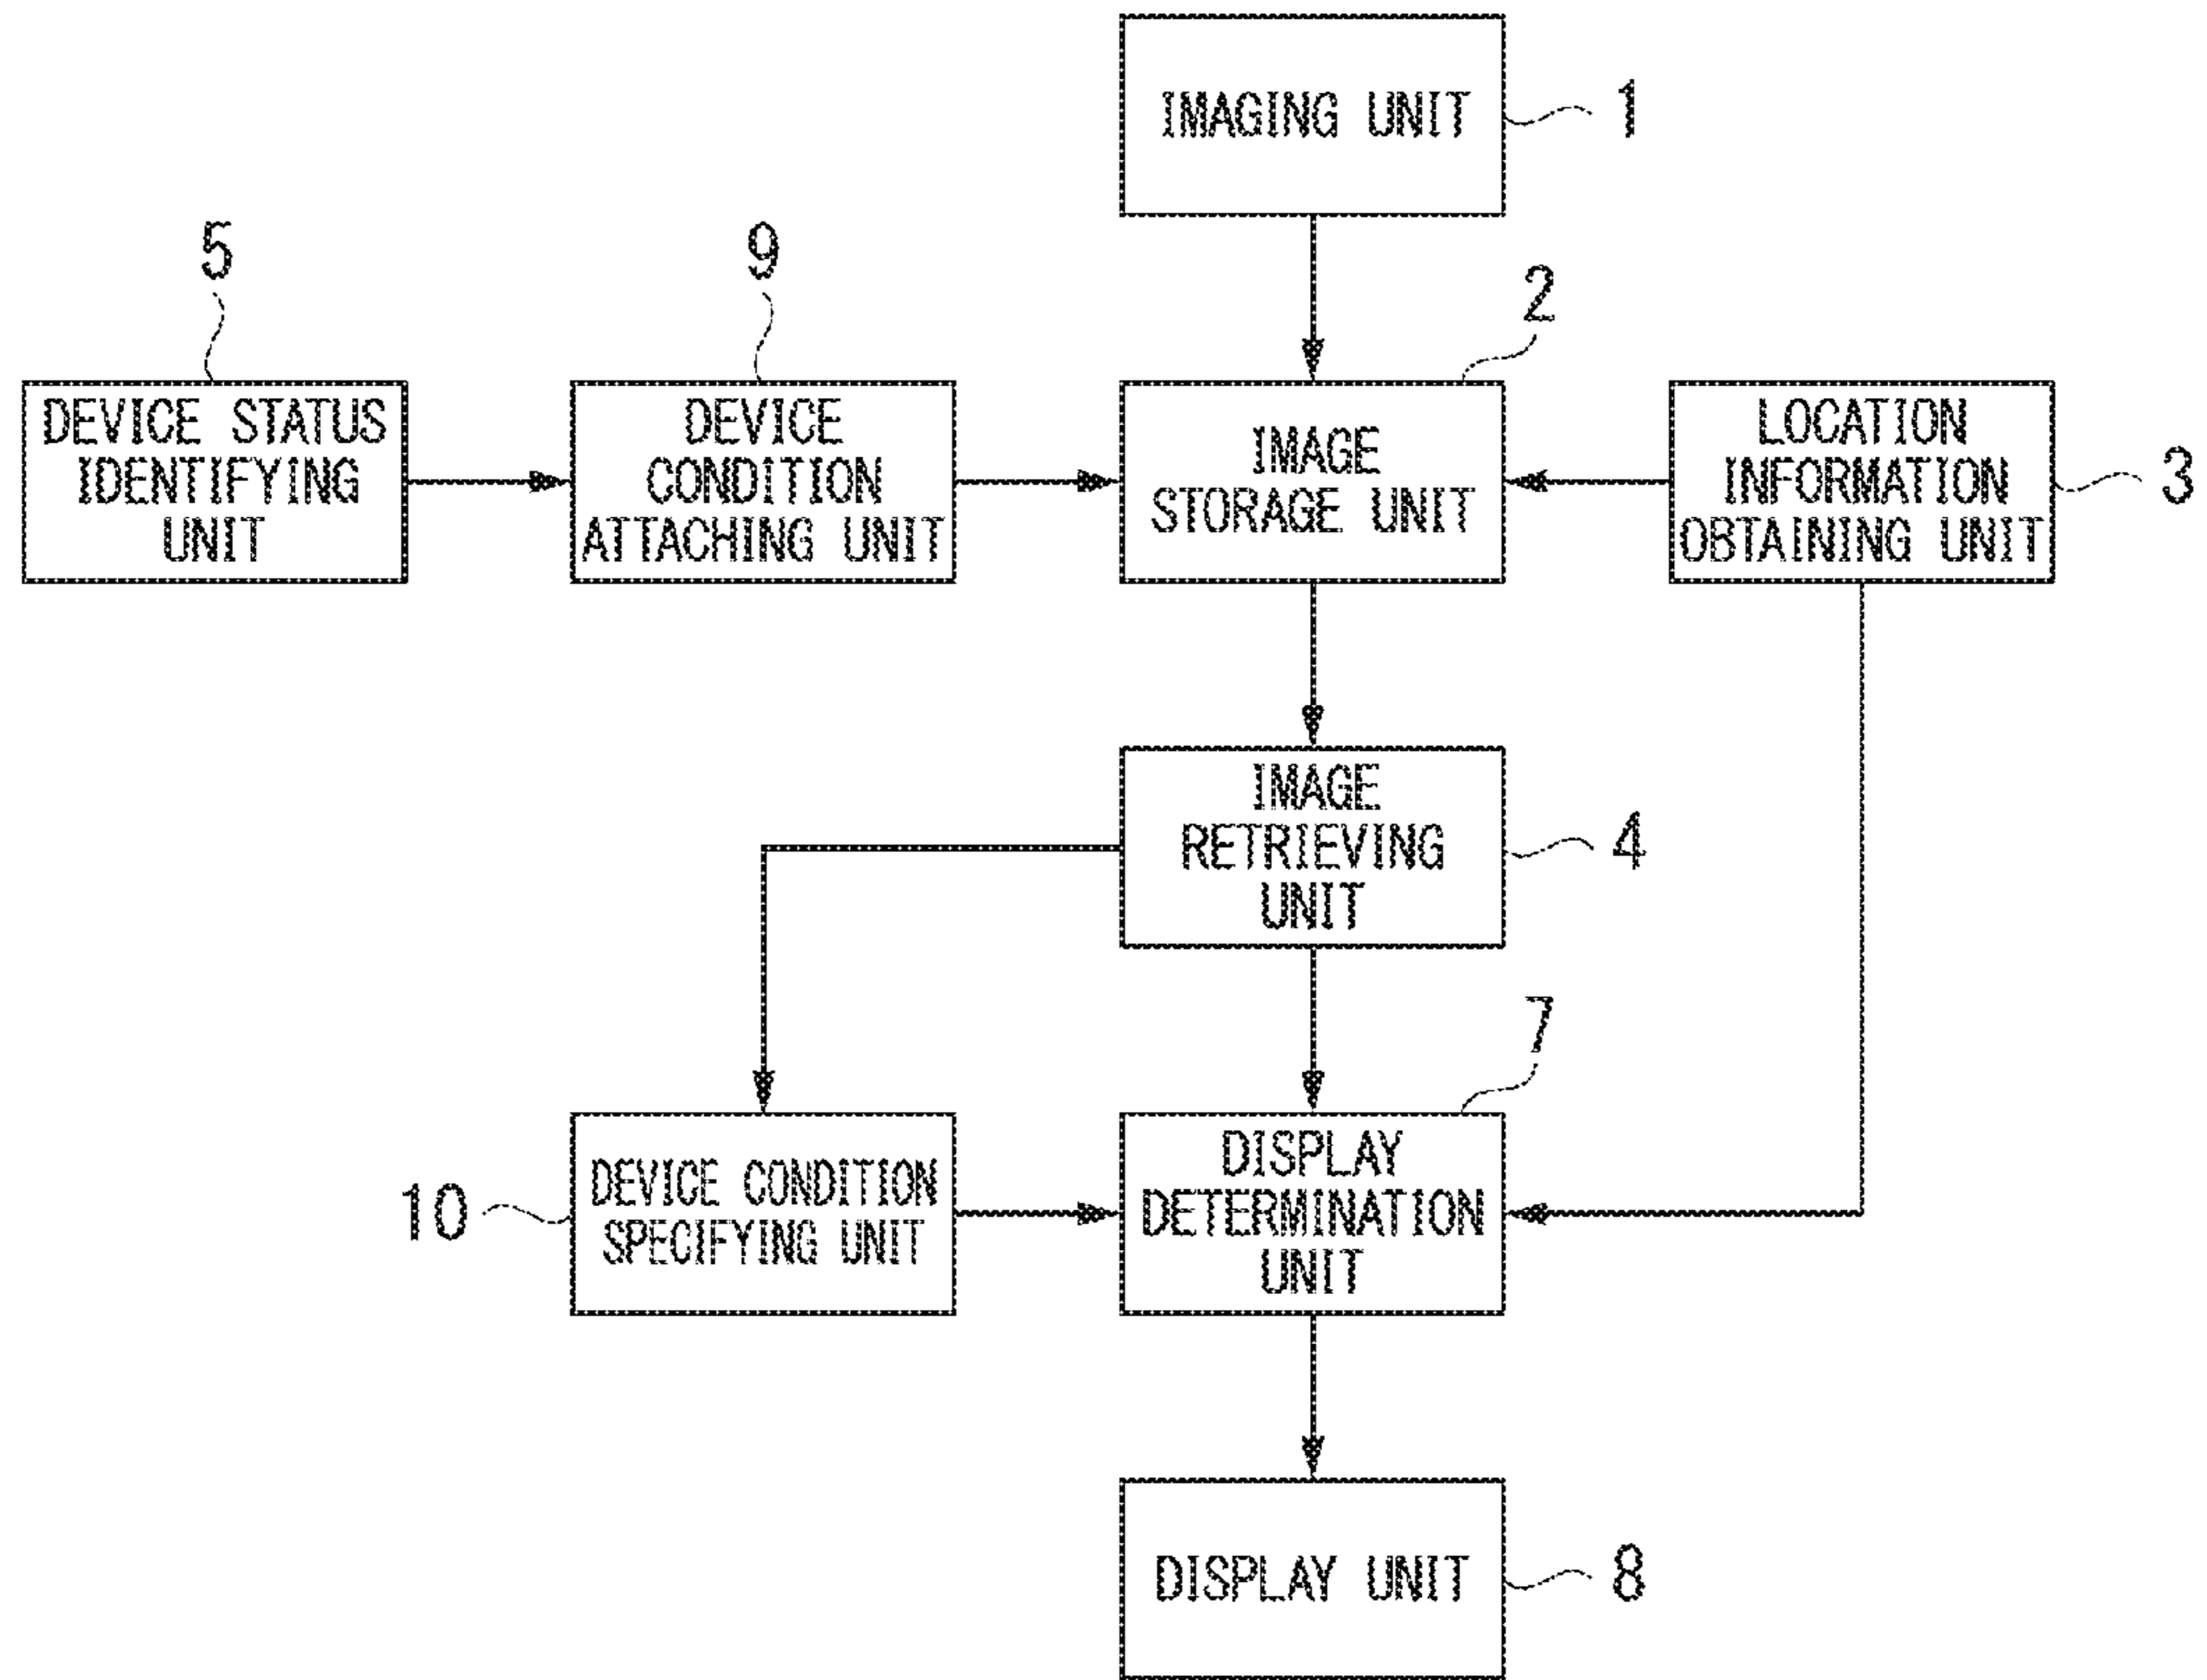 IMAGING UNIT
1
5
9
2
DEVICE STATUS
IDENTIFYING
UNIT
DEVICE
CONDITION
ATTACHING UNIT
IMAGE
STORAGE UNIT
LOCATION
INFORMATION
OBTAINING UNIT
3
IMAGE
RETRIEVING
UNIT
4
7
10
DEVICE CONDITION
SPECIFYING UNIT
DISPLAY
DETERMINATION
UNIT
DISPLAY UNIT
8